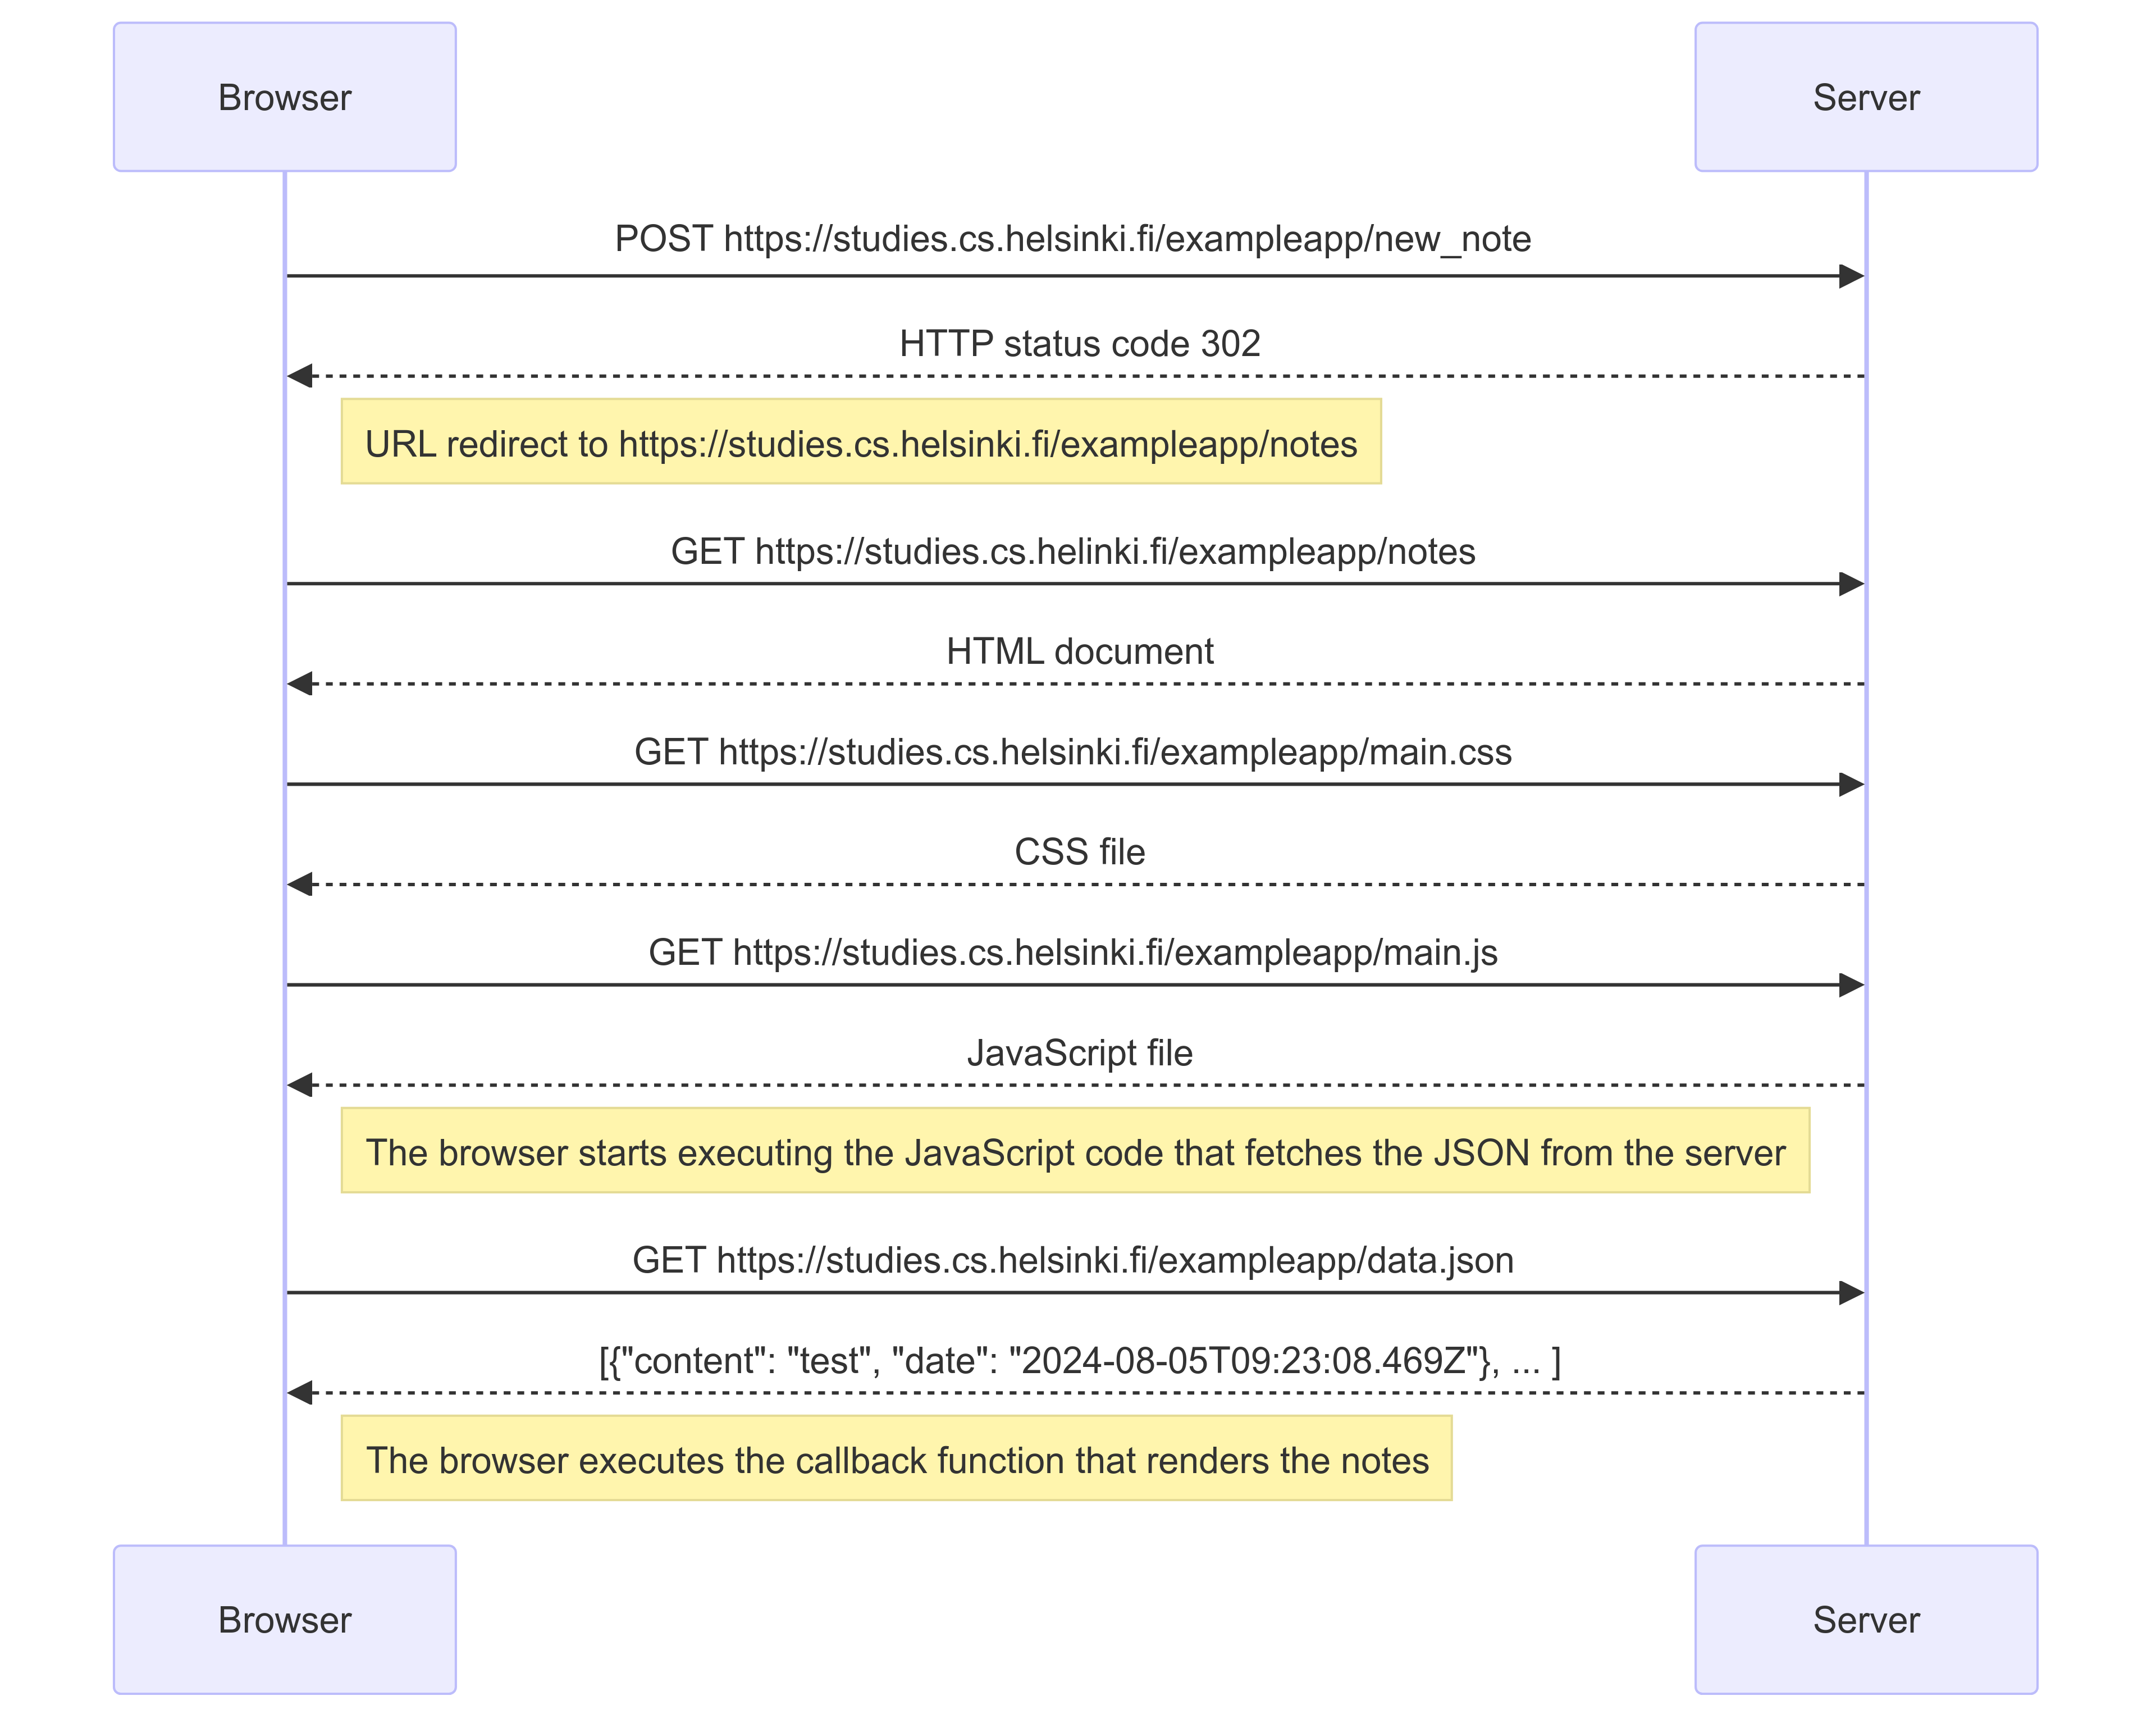 Browser
Server
POST https://studies.cs.helsinki.fi/exampleapp/new_note
HTTP status code 302
URL redirect to https://studies.cs.helsinki.fi/exampleapp/notes
GET https://studies.cs.helinki.fi/exampleapp/notes
HTML document
GET https://studies.cs.helsinki.fi/exampleapp/main.css
CSS file
GET https://studies.cs.helsinki.fi/exampleapp/main.js
JavaScript file
The browser starts executing the JavaScript code that fetches the JSON from the server
GET https://studies.cs.helsinki.fi/exampleapp/data.json
[{"content": "test", "date": "2024-08-05T09:23:08.469Z"}, ... ]
The browser executes the callback function that renders the notes
Browser
Server